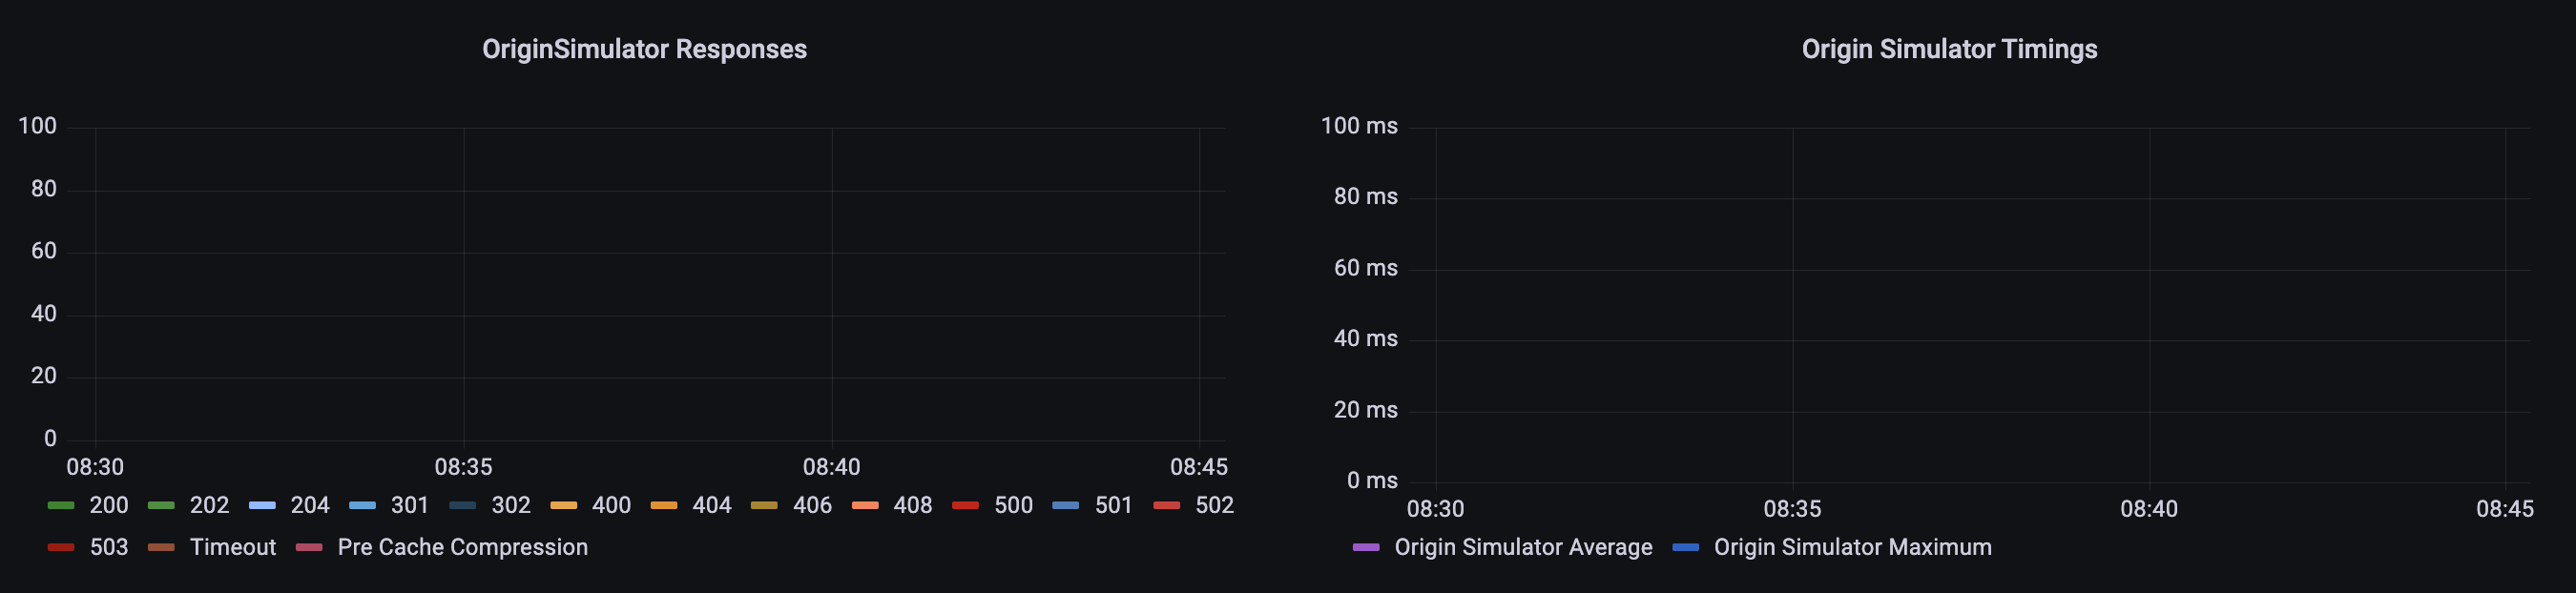 OriginSimulator Responses
100
80
60
40
20
0
08:30 08:35 08:40 08:45
200 202 204 301 302 400 404 406 408 500 501 502
503 Timeout Pre Cache Compression
Origin Simulator Timings
100 ms
80 ms
60 ms
40 ms
20 ms
0 ms
08:30 08:35 08:40 08:45
Origin Simulator Average Origin Simulator Maximum